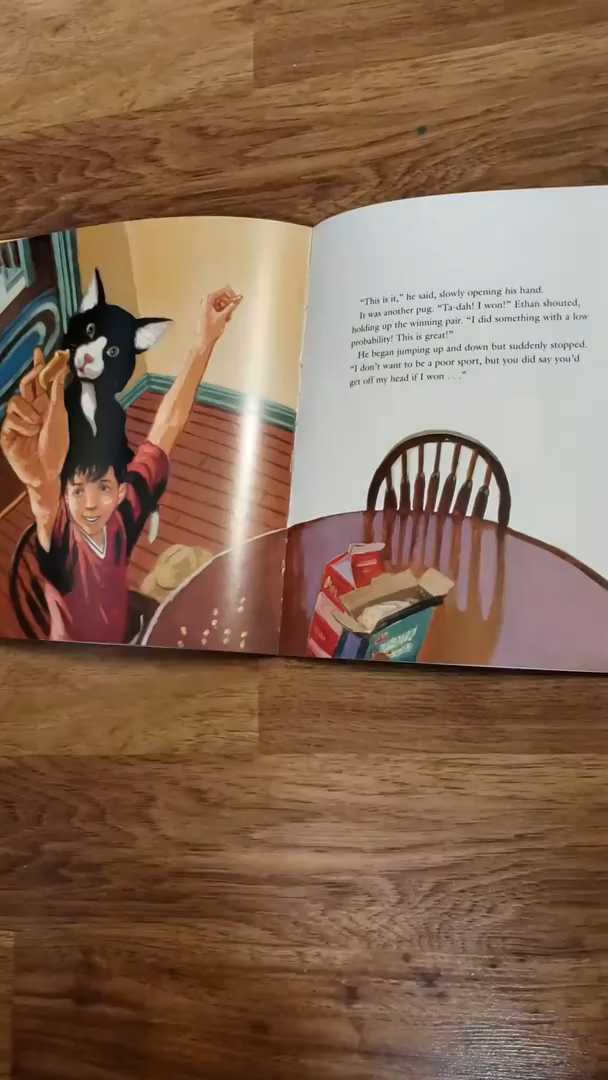 “This is it,” he said, slowly opening his hand.
It was another pug. “Ta-dah! I won!” Ethan shouted,
holding up the winning pair. “I did something with a low
probability! This is great!”
He began jumping up and down but suddenly stopped.
“I don’t want to be a poor sport, but you did say you’d
get off my head if I won . . .”